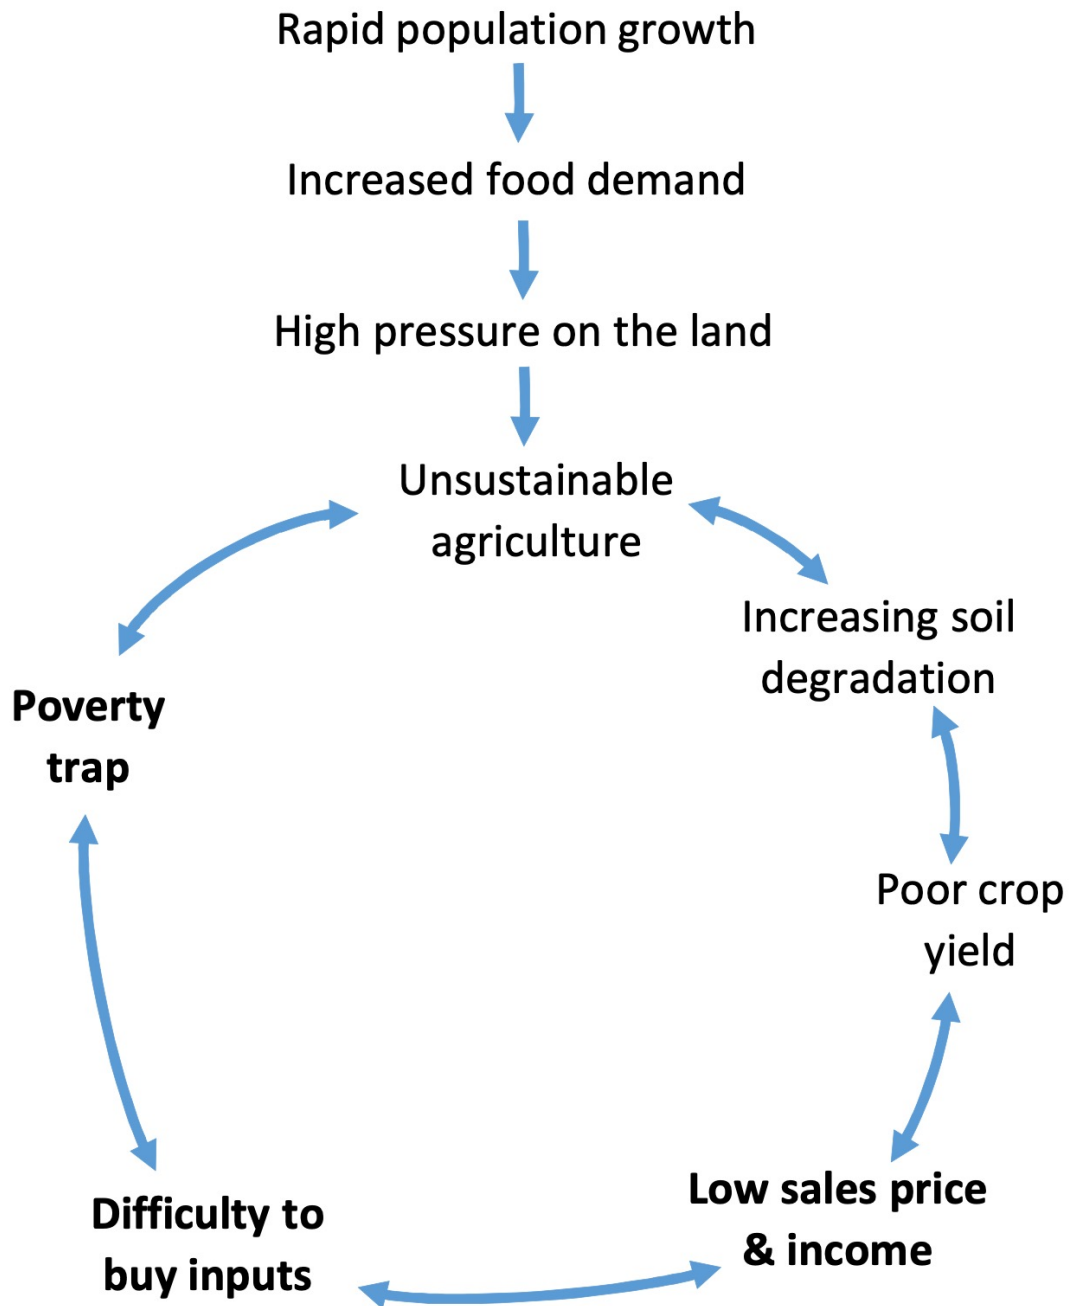 Rapid population growth
Increased food demand
High pressure on the land
Unsustainable
agriculture
Increasing soil
degradation
Poverty
trap
Poor crop
yield
Low sales price
& income
Difficulty to
buy inputs